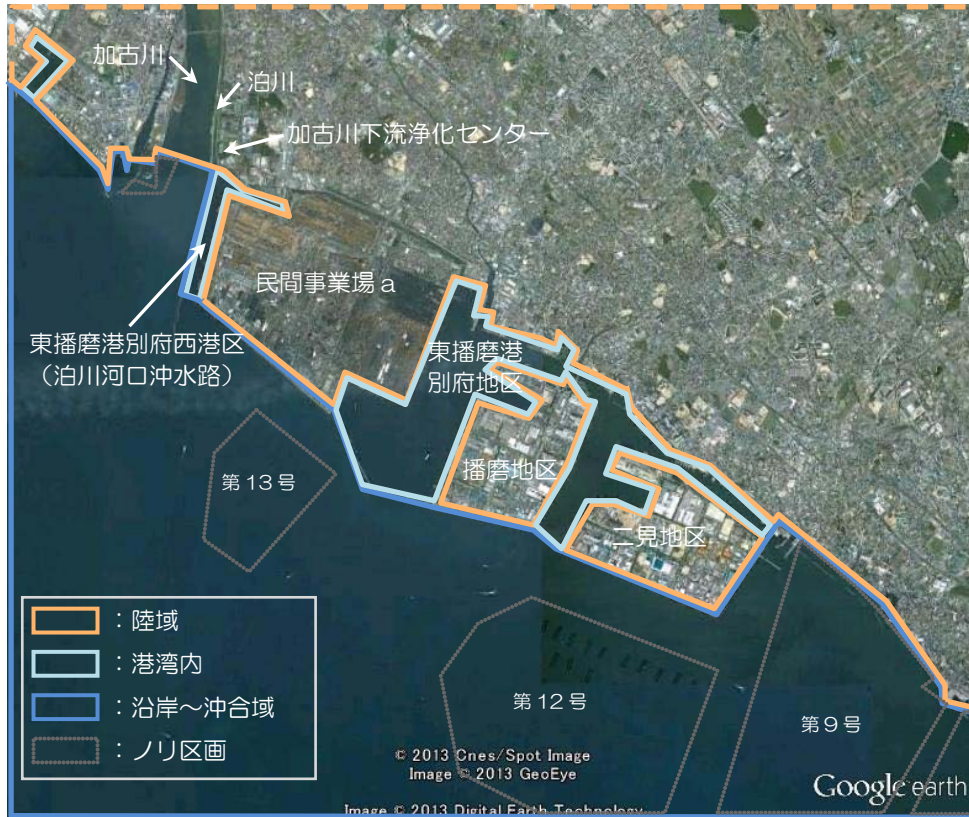 加古川
泊川
加古川下流浄化センター
民間事業場 a
東播磨港別府西港区
（泊川河口沖水路）
東播磨港
別府地区
播磨地区
二見地区
第13号
第12号
第9号
：陸域
：港湾内
：沿岸～沖合域
：ノリ区画
© 2013 Cnes/Spot Image
Image © 2013 GeoEye
Image © 2013 Digital Earth Technology
Google earth